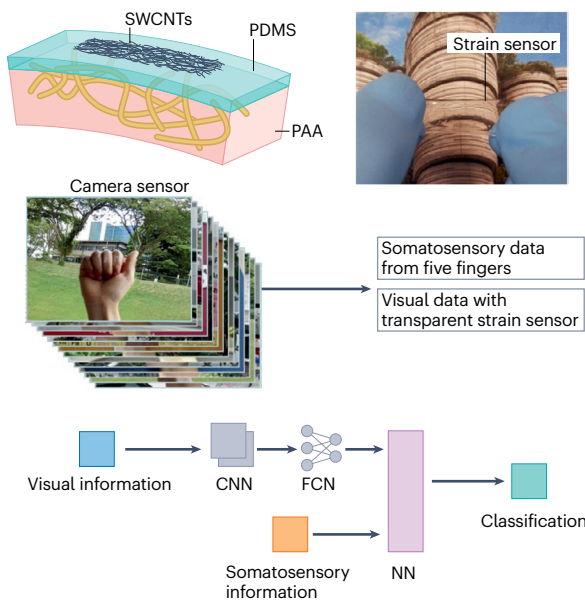 SWCNTs
PDMS
PAA
Strain sensor
Camera sensor
Somatosensory data
from five fingers
Visual data with
transparent strain sensor
Visual information
CNN
FCN
Somatosensory
information
NN
Classification